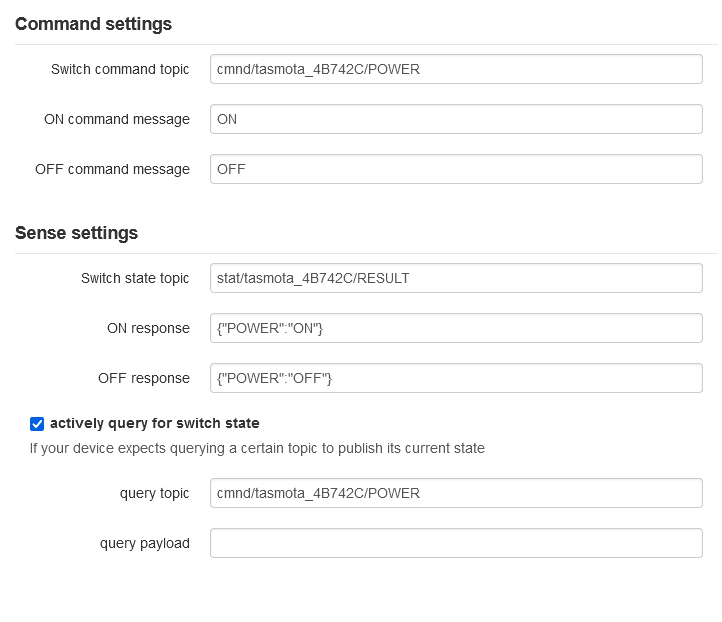 Command settings
Switch command topic cmnd/tasmota_4B742C/POWER
ON command message ON
OFF command message OFF
Sense settings
Switch state topic stat/tasmota_4B742C/RESULT
ON response {"POWER":"ON"}
OFF response {"POWER":"OFF"}
actively query for switch state
If your device expects querying a certain topic to publish its current state
query topic cmnd/tasmota_4B742C/POWER
query payload